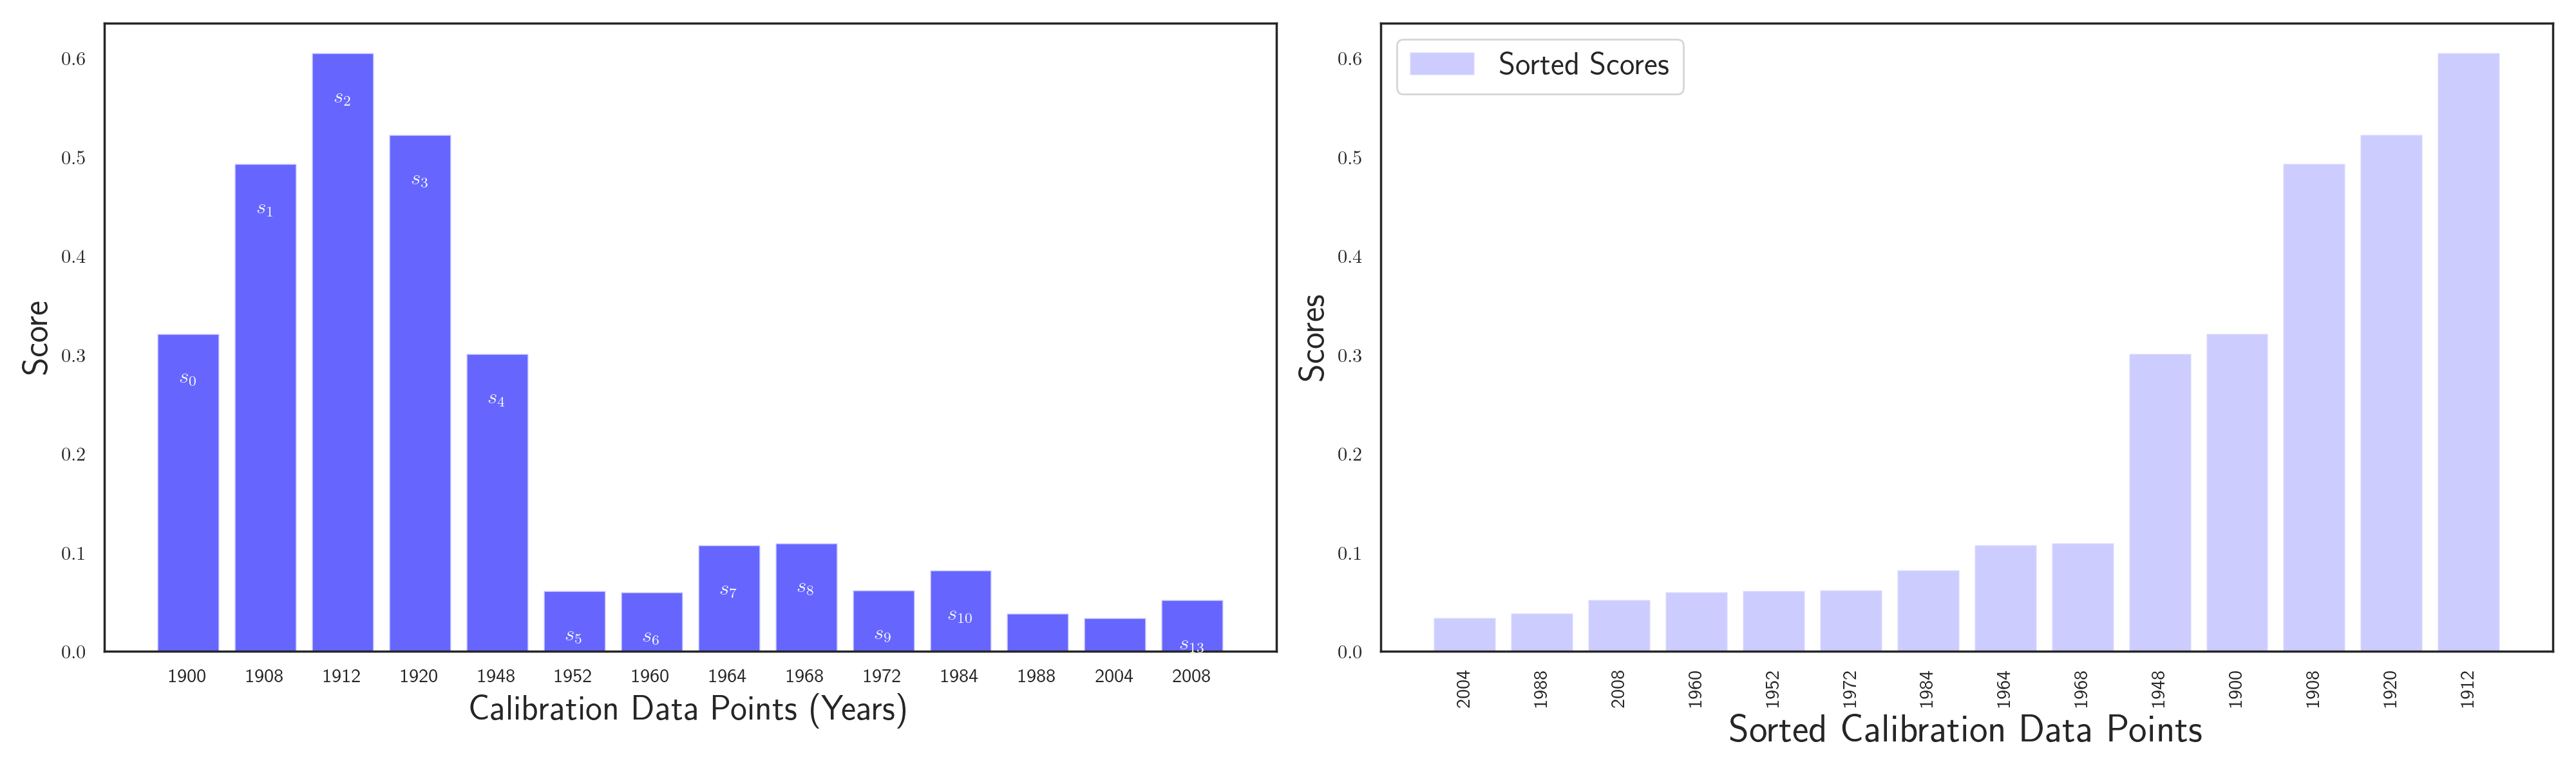 0.6
0.5
0.4
0.3
0.2
0.1
0.0
Score
s₀
s₁
s₂
s₃
s₄
s₅
s₆
s₇
s₈
s₉
s₁₀
s₁₃
1900 1908 1912 1920 1948 1952 1960 1964 1968 1972 1984 1988 2004 2008
Calibration Data Points (Years)
Sorted Scores
0.6
0.5
0.4
0.3
0.2
0.1
0.0
Scores
2004 1988 2008 1960 1952 1972 1984 1964 1968 1948 1900 1908 1920 1912
Sorted Calibration Data Points